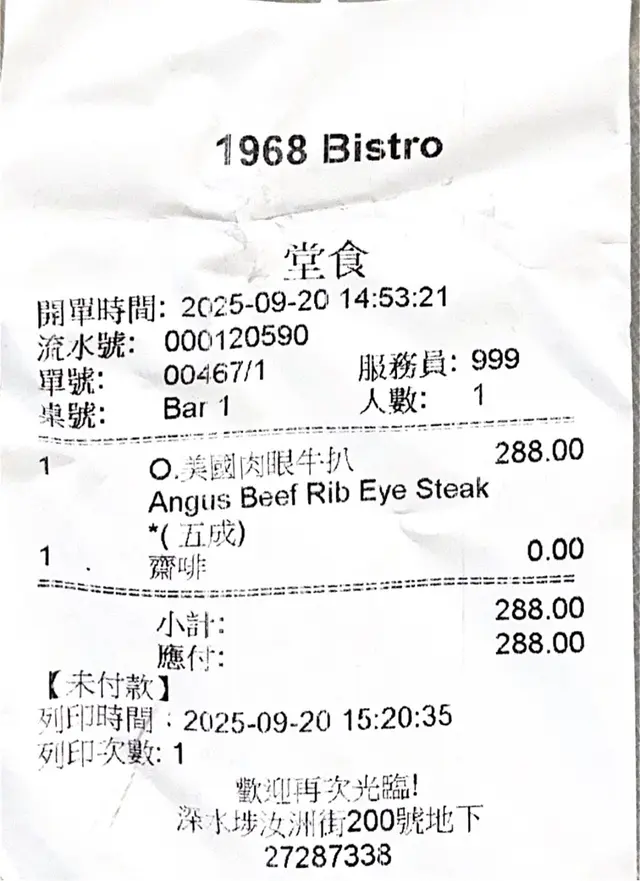 1968 Bistro
堂食
開單時間: 2025-09-20 14:53:21
流水號: 000120590
單號: 00467/1 服務員: 999
桌號: Bar 1 人數: 1
1 O.美國肉眼牛扒 288.00
Angus Beef Rib Eye Steak
*( 五成)
1 齋啡 0.00
小計: 288.00
應付: 288.00
【未付款】
列印時間: 2025-09-20 15:20:35
列印次數: 1
歡迎再次光臨!
深水埗汝洲街200號地下
27287338